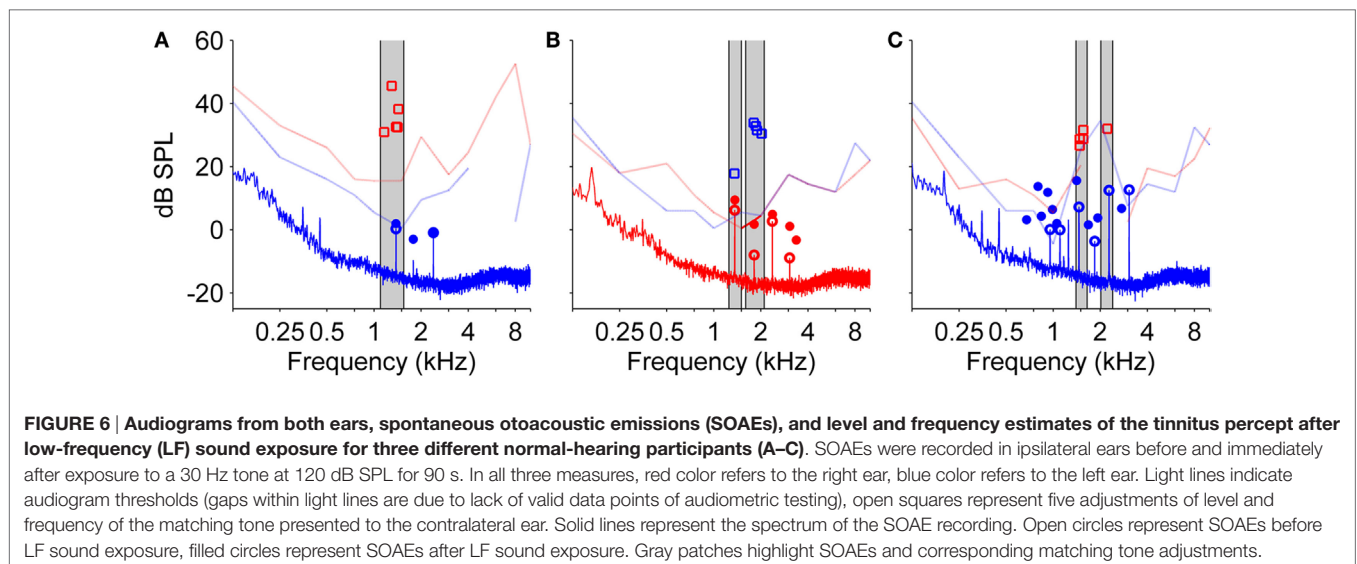 A
B
C
60
40
20
0
-20
dB SPL
0.25 0.5 1 2 4 8
0.25 0.5 1 2 4 8
0.25 0.5 1 2 4 8
Frequency (kHz)
Frequency (kHz)
Frequency (kHz)
FIGURE 6 | Audiograms from both ears, spontaneous otoacoustic emissions (SOAEs), and level and frequency estimates of the tinnitus percept after
low-frequency (LF) sound exposure for three different normal-hearing participants (A–C). SOAEs were recorded in ipsilateral ears before and immediately
after exposure to a 30 Hz tone at 120 dB SPL for 90 s. In all three measures, red color refers to the right ear, blue color refers to the left ear. Light lines indicate
audiogram thresholds (gaps within light lines are due to lack of valid data points of audiometric testing), open squares represent five adjustments of level and
frequency of the matching tone presented to the contralateral ear. Solid lines represent the spectrum of the SOAE recording. Open circles represent SOAEs before
LF sound exposure, filled circles represent SOAEs after LF sound exposure. Gray patches highlight SOAEs and corresponding matching tone adjustments.